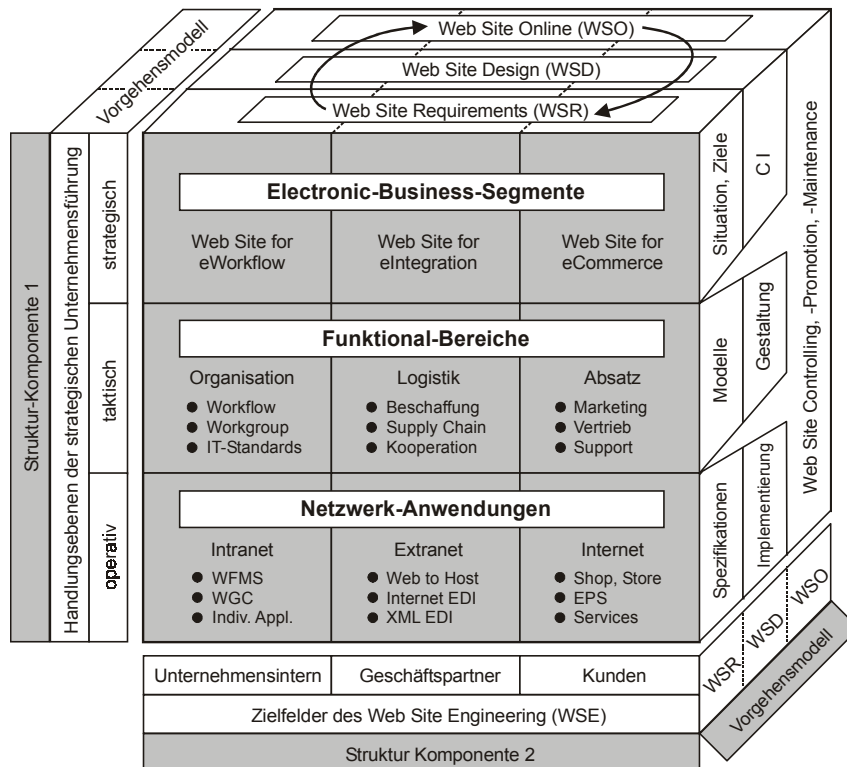 Web Site Online (WSO)
Web Site Design (WSD)
Web Site Requirements (WSR)
Vorgehensmodell
Struktur-Komponente 1
Handlungsebenen der strategischen Unternehmensführung
strategisch
taktisch
operativ
Electronic-Business-Segmente
Web Site for
eWorkflow
Web Site for
eIntegration
Web Site for
eCommerce
Funktional-Bereiche
Organisation
● Workflow
● Workgroup
● IT-Standards
Logistik
● Beschaffung
● Supply Chain
● Kooperation
Absatz
● Marketing
● Vertrieb
● Support
Netzwerk-Anwendungen
Intranet
● WFMS
● WGC
● Indiv. Appl.
Extranet
● Web to Host
● Internet EDI
● XML EDI
Internet
● Shop, Store
● EPS
● Services
Situation, Ziele
C I
Modelle
Gestaltung
Spezifikationen
Implementierung
Web Site Controlling, -Promotion, -Maintenance
WSR
WSD
WSO
Vorgehensmodell
Unternehmensintern
Geschäftspartner
Kunden
Zielfelder des Web Site Engineering (WSE)
Struktur Komponente 2